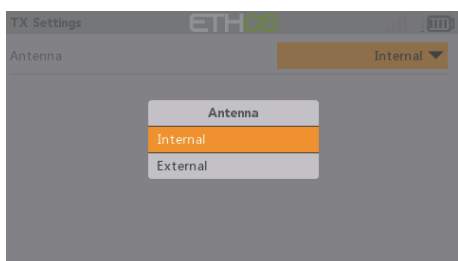 TX Settings
ETHOS
Antenna
Internal
Antenna
Internal
External